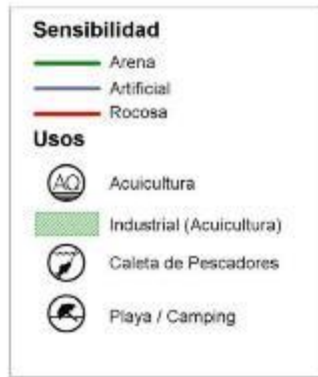 Sensibilidad
Arena
Artificial
Rocosa
Usos
AQ
Acuicultura
Industrial (Acuicultura)
Caleta de Pescadores
Playa / Camping